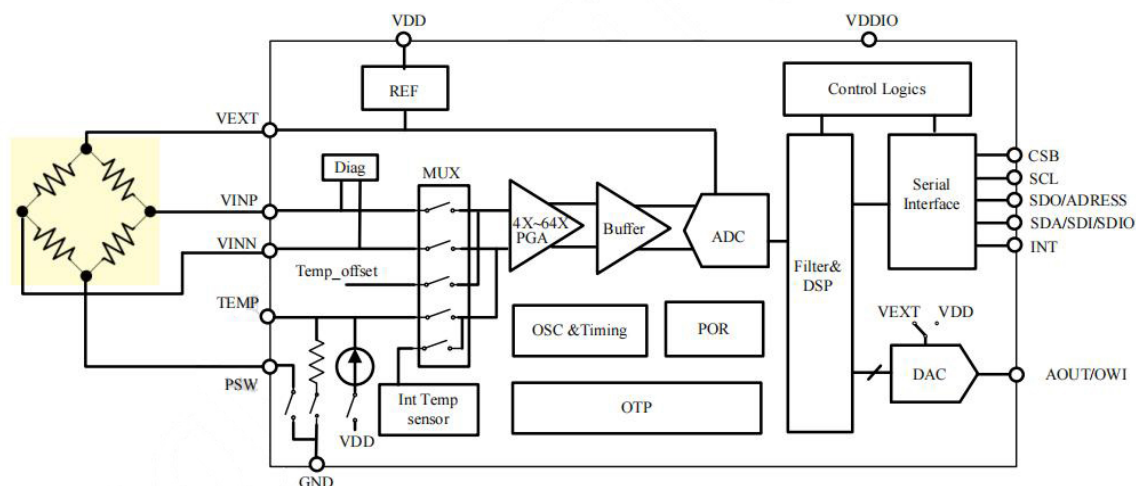 VDD
VDDIO
REF
Control Logics
VEXT
Diag
MUX
CSB
SCL
VINP
4X~64X
PGA
Buffer
ADC
Serial
Interface
SDO/ADRESS
SDA/SDI/SDIO
VINN
INT
Temp_offset
Filter&
DSP
TEMP
OSC &Timing
POR
VEXT
VDD
PSW
Int Temp
sensor
OTP
DAC
AOUT/OWI
VDD
GND